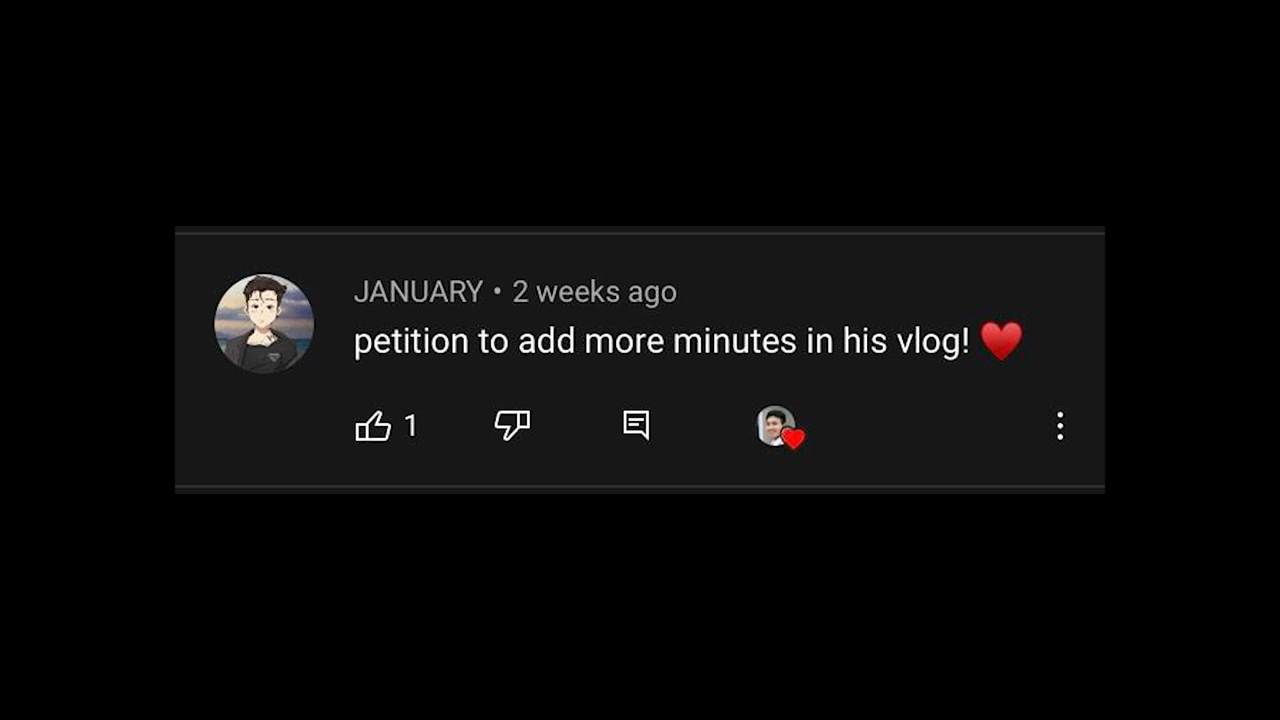 JANUARY • 2 weeks ago
petition to add more minutes in his vlog! ♥️
1